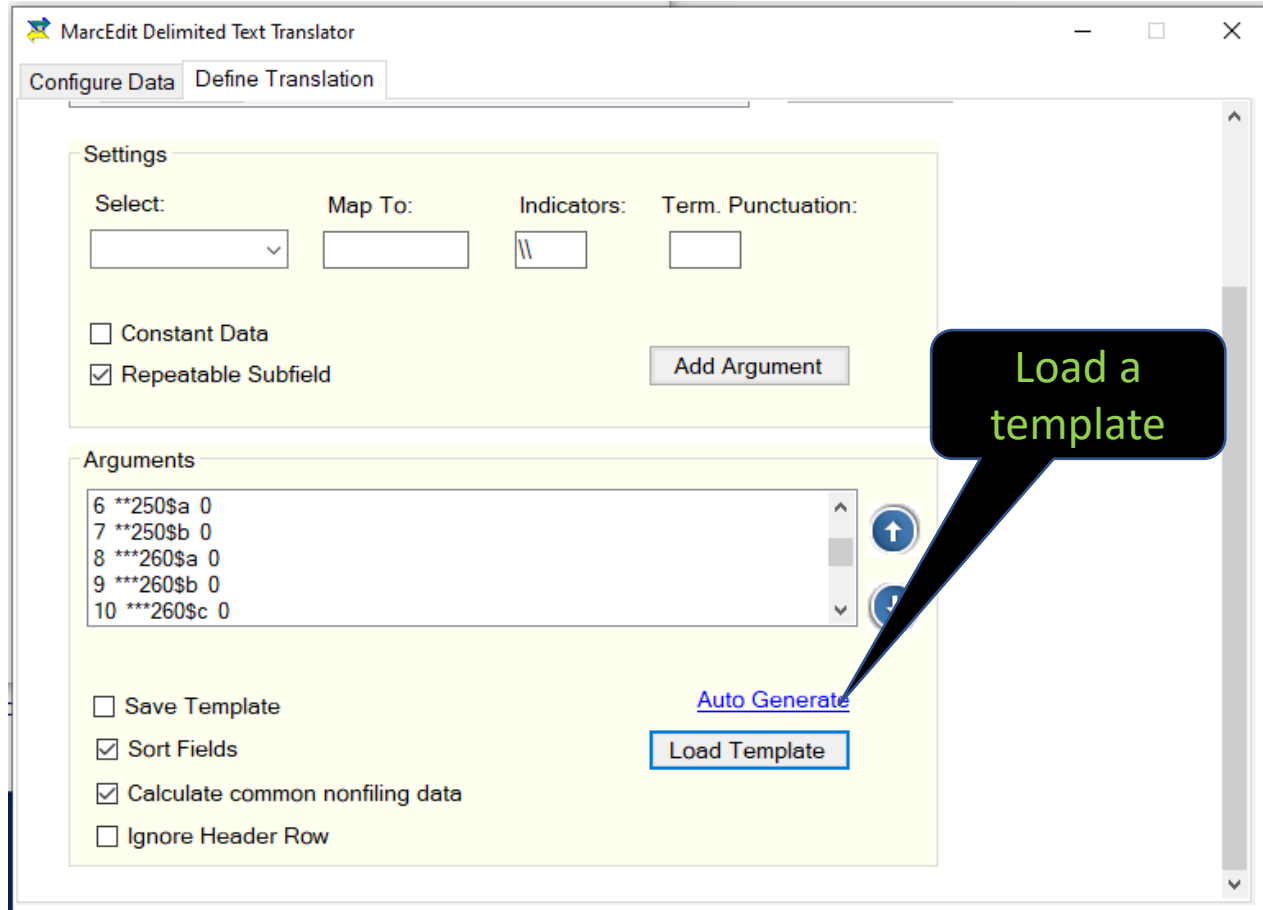 MarcEdit Delimited Text Translator
Configure Data Define Translation
Settings
Select: Map To: Indicators: Term. Punctuation:
\\
Constant Data
Repeatable Subfield
Add Argument
Load a
template
Arguments
6 **250$a 0
7 **250$b 0
8 ***260$a 0
9 ***260$b 0
10 ***260$c 0
Save Template
Auto Generate
Sort Fields
Load Template
Calculate common nonfiling data
Ignore Header Row